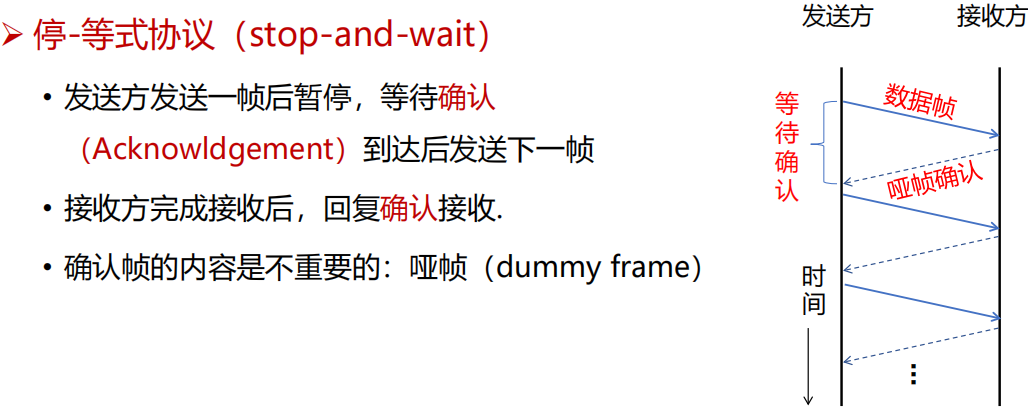 停-等式协议（stop-and-wait）
• 发送方发送一帧后暂停，等待确认
（Acknowldgement）到达后发送下一帧
• 接收方完成接收后，回复确认接收.
• 确认帧的内容是不重要的：哑帧（dummy frame）
发送方
接收方
等待确认
数据帧
哑帧确认
时间